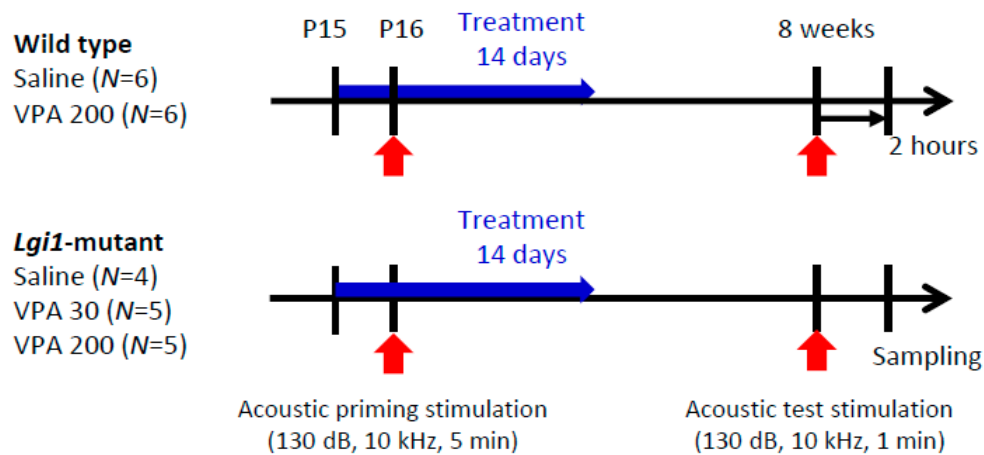 P15 P16 Treatment 8 weeks
14 days
Wild type
Saline (N=6)
VPA 200 (N=6)
2 hours
Treatment
14 days
Lgi1-mutant
Saline (N=4)
VPA 30 (N=5)
VPA 200 (N=5)
Sampling
Acoustic priming stimulation
(130 dB, 10 kHz, 5 min)
Acoustic test stimulation
(130 dB, 10 kHz, 1 min)